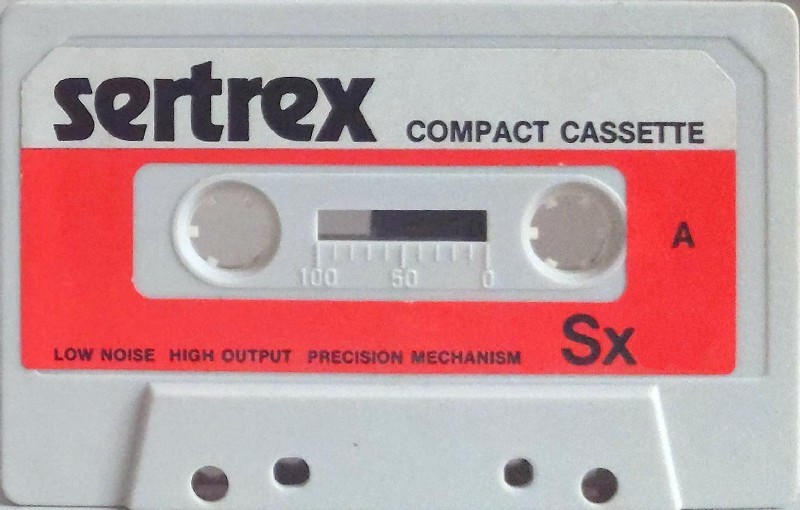 sertrex COMPACT CASSETTE
A
100 50 0
Sx
LOW NOISE HIGH OUTPUT PRECISION MECHANISM